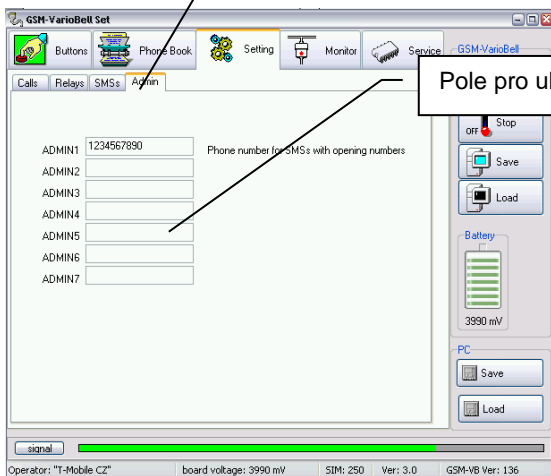 GSM-VarioBell Set
Buttons Phone Book Setting Monitor Service
GSM-VarioBell
Calls Relays SMSs Admin
Pole pro ul
OFF Stop
Save
Load
ADMIN1 1234567890 Phone number for SMSs with opening numbers
ADMIN2
ADMIN3
ADMIN4
ADMIN5
ADMIN6
ADMIN7
Battery
3990 mV
PC
Save
Load
signal
Operator: "T-Mobile CZ" board voltage: 3990 mV SIM: 250 Ver: 3.0 GSM-VB Ver: 136